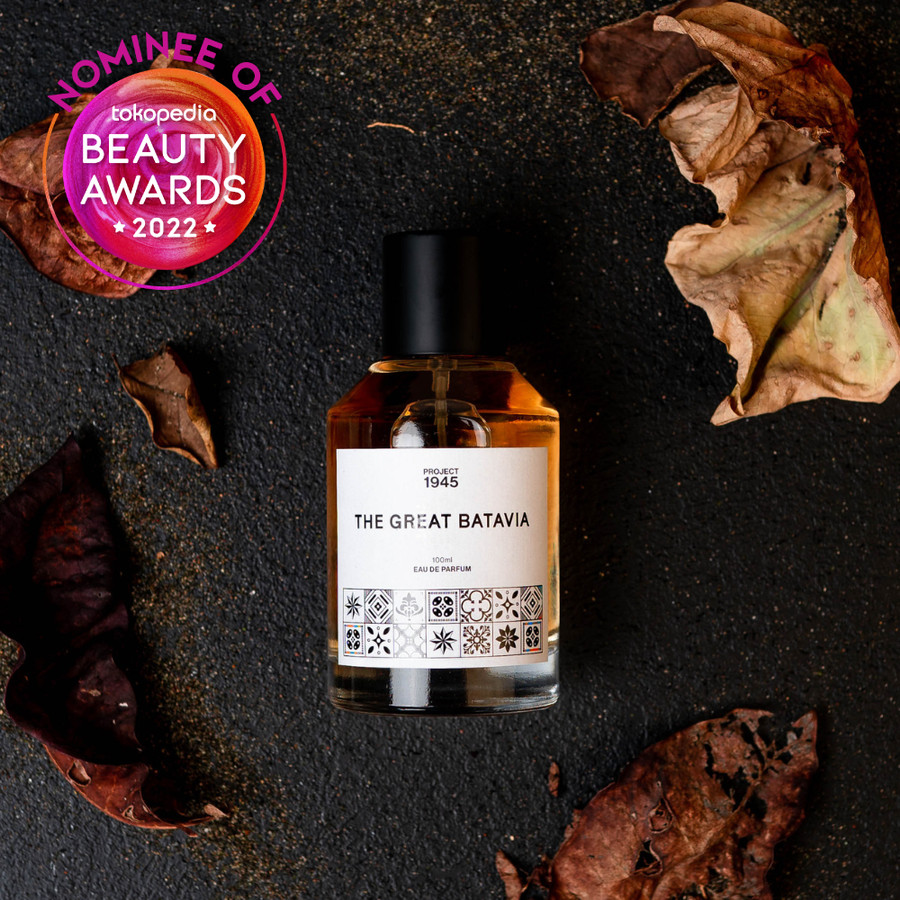 NOMINEE OF
tokopedia
BEAUTY
AWARDS
★ 2022 ★
PROJECT
1945
THE GREAT BATAVIA
100ml
EAU DE PARFUM